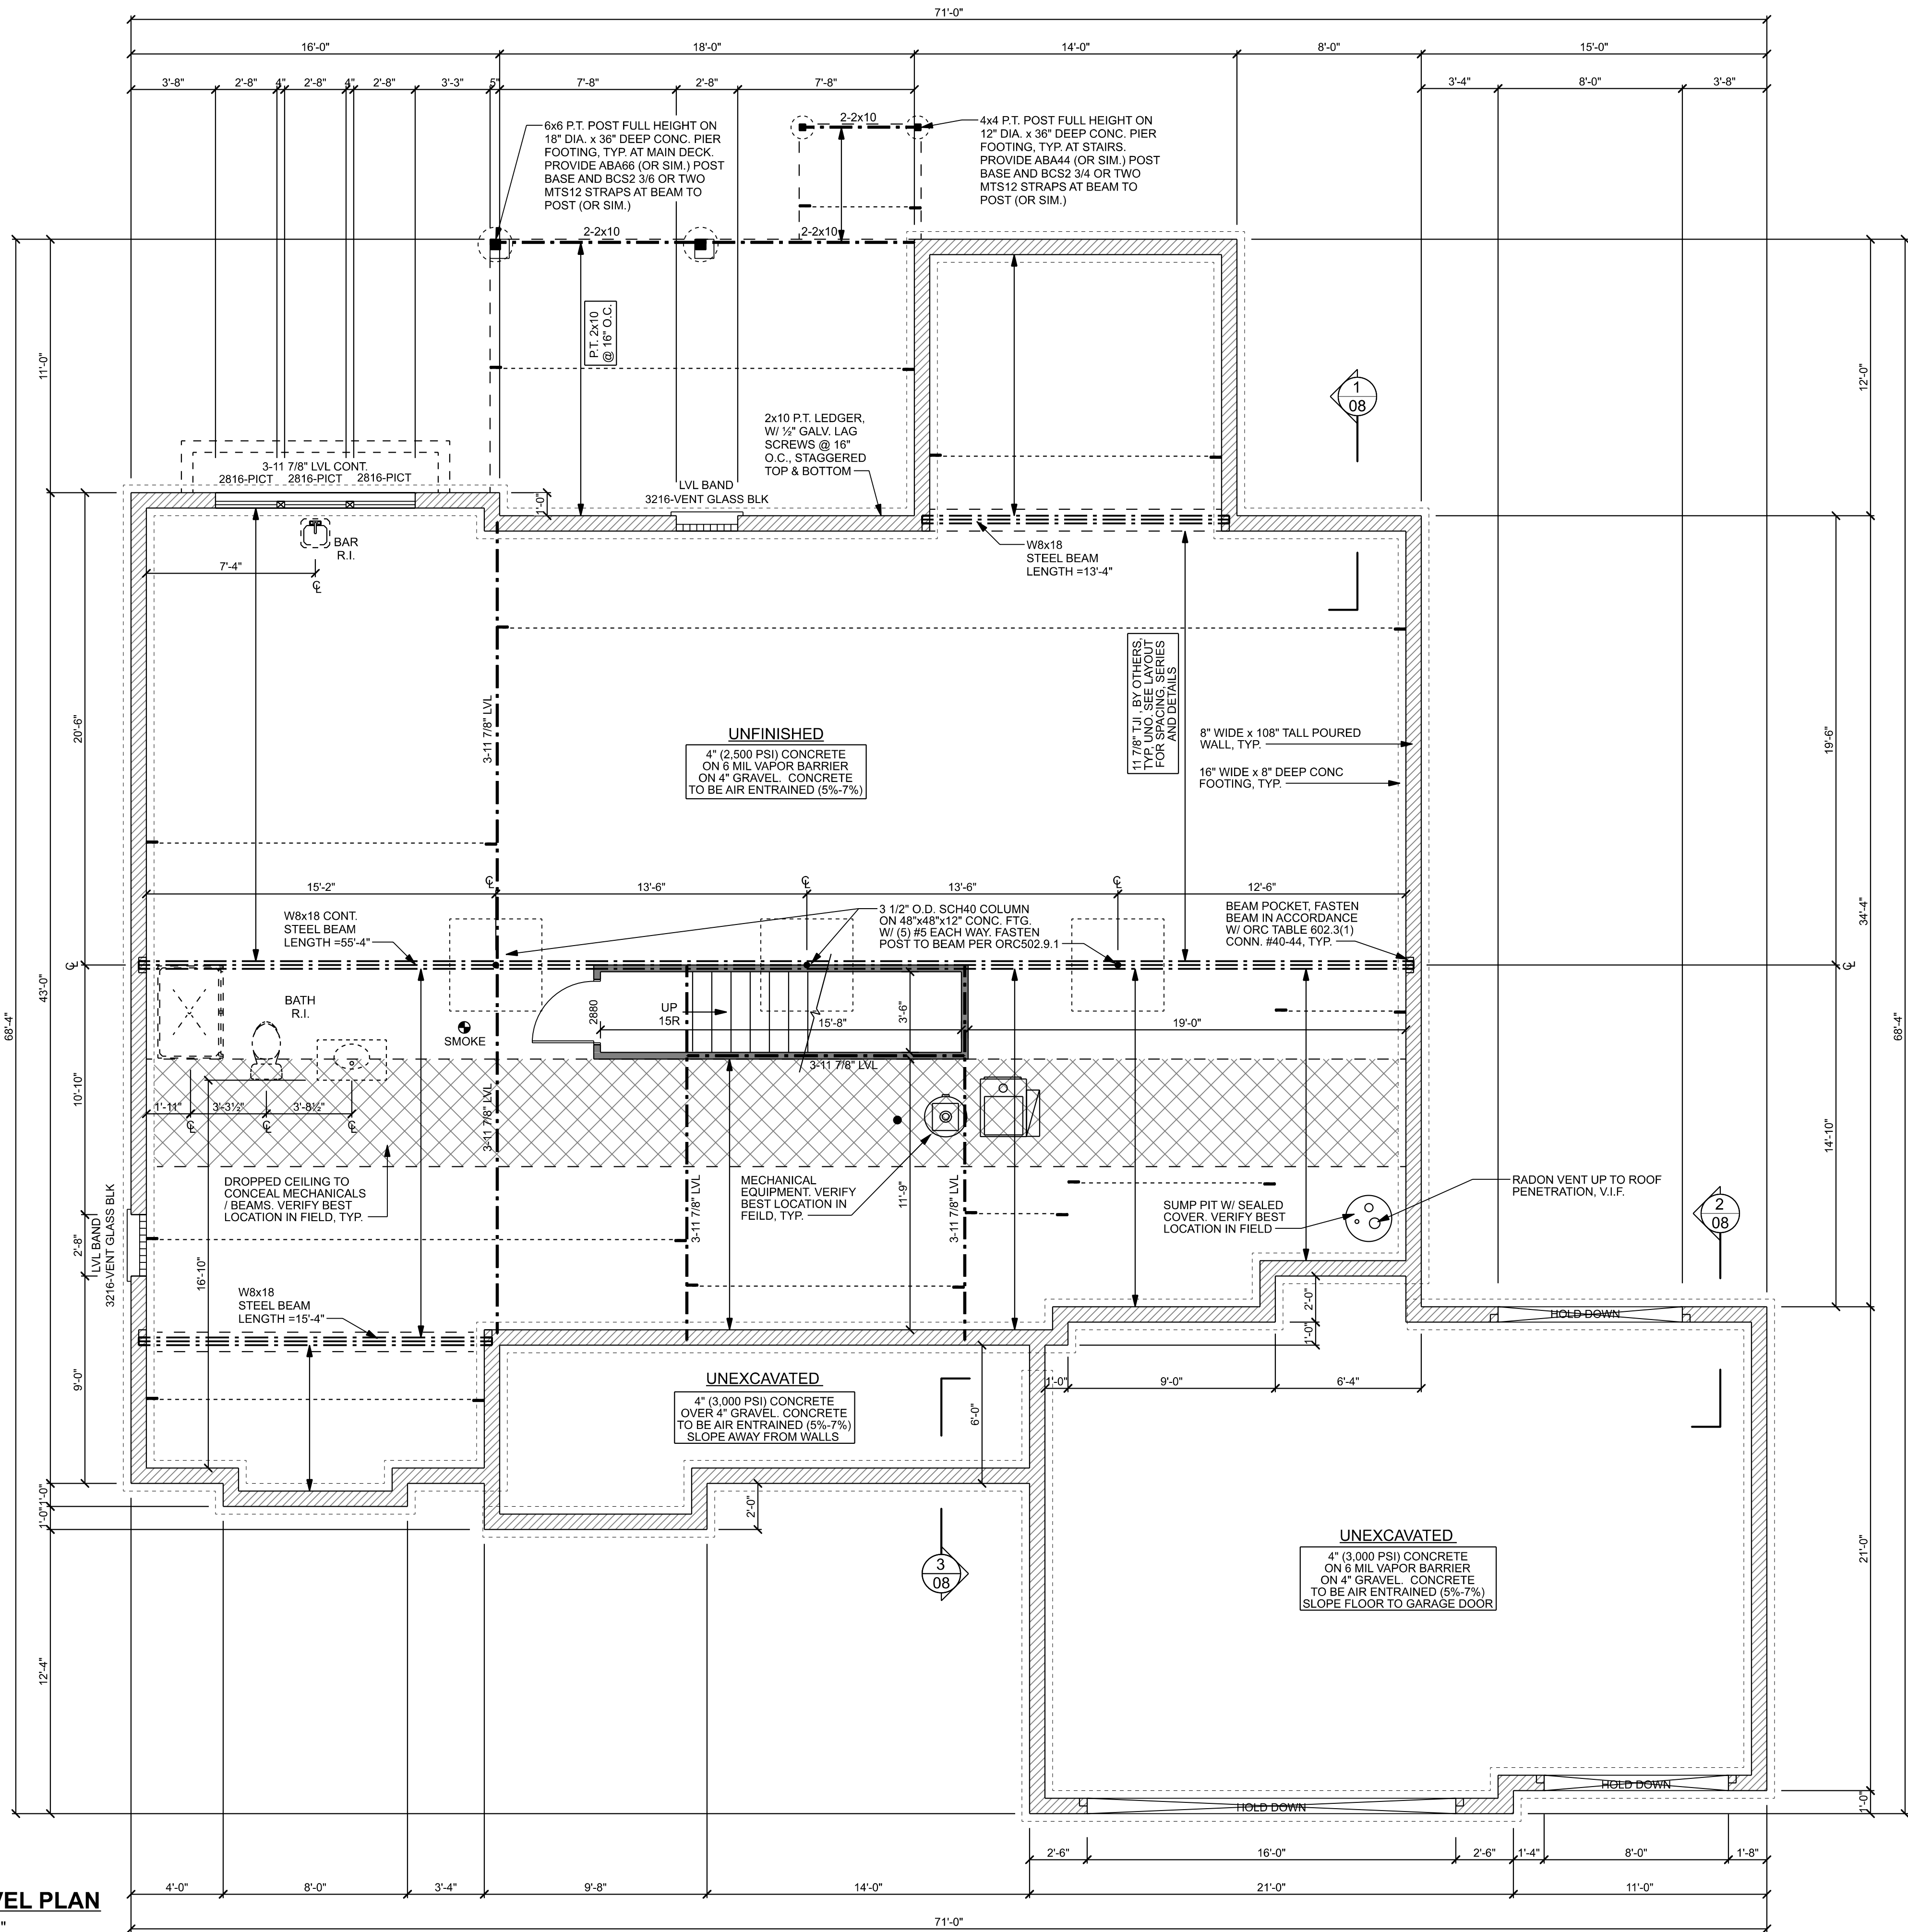 71'-0"
16'-0" 18'-0" 14'-0" 8'-0" 15'-0"
3'-8" 2'-8" 4" 2'-8" 4" 2'-8" 3'-3" 5" 7'-8" 2'-8" 7'-8" 3'-4" 8'-0" 3'-8"
6x6 P.T. POST FULL HEIGHT ON
18" DIA. x 36" DEEP CONC. PIER
FOOTING, TYP. AT MAIN DECK.
PROVIDE ABA66 (OR SIM.) POST
BASE AND BCS2 3/6 OR TWO
MTS12 STRAPS AT BEAM TO
POST (OR SIM.)
2-2x10
4x4 P.T. POST FULL HEIGHT ON
12" DIA. x 36" DEEP CONC. PIER
FOOTING, TYP. AT STAIRS.
PROVIDE ABA44 (OR SIM.) POST
BASE AND BCS2 3/4 OR TWO
MTS12 STRAPS AT BEAM TO
POST (OR SIM.)
2-2x10
2-2x10
P.T. 2x10
@ 16" O.C.
11'-0"
12'-0"
1
08
2x10 P.T. LEDGER,
W/ ½" GALV. LAG
SCREWS @ 16"
O.C., STAGGERED
TOP & BOTTOM
3-11 7/8" LVL CONT.
2816-PICT 2816-PICT 2816-PICT
LVL BAND
3216-VENT GLASS BLK
1'-0"
BAR
R.I.
7'-4"
CL
W8x18
STEEL BEAM
LENGTH =13'-4"
11 7/8" TJI , BY OTHERS,
TYP. UNO. SEE LAYOUT
FOR SPACING, SERIES
AND DETAILS
20'-6"
3-11 7/8" LVL
UNFINISHED
4" (2,500 PSI) CONCRETE
ON 6 MIL VAPOR BARRIER
ON 4" GRAVEL. CONCRETE
TO BE AIR ENTRAINED (5%-7%)
8" WIDE x 108" TALL POURED
WALL, TYP.
16" WIDE x 8" DEEP CONC
FOOTING, TYP.
19'-6"
34'-4"
CL CL CL
15'-2" 13'-6" 13'-6" 12'-6"
W8x18 CONT.
STEEL BEAM
LENGTH =55'-4"
3 1/2" O.D. SCH40 COLUMN
ON 48"x48"x12" CONC. FTG.
W/ (5) #5 EACH WAY. FASTEN
POST TO BEAM PER ORC502.9.1
BEAM POCKET, FASTEN
BEAM IN ACCORDANCE
W/ ORC TABLE 602.3(1)
CONN. #40-44, TYP.
CL
CL
43'-0"
68'-4"
68'-4"
BATH
R.I.
SMOKE
2880
UP
15R
15'-8"
3'-6"
19'-0"
3-11 7/8" LVL
10'-10"
1'-11" 3'-3½" 3'-8½"
CL CL CL
3-11 7/8" LVL
14'-10"
DROPPED CEILING TO
CONCEAL MECHANICALS
/ BEAMS. VERIFY BEST
LOCATION IN FIELD, TYP.
3-11 7/8" LVL
MECHANICAL
EQUIPMENT. VERIFY
BEST LOCATION IN
FEILD, TYP.
11'-9"
3-11 7/8" LVL
SUMP PIT W/ SEALED
COVER. VERIFY BEST
LOCATION IN FIELD
RADON VENT UP TO ROOF
PENETRATION, V.I.F.
2
08
2'-8"
LVL BAND
3216-VENT GLASS BLK
16'-10"
W8x18
STEEL BEAM
LENGTH =15'-4"
2'-0"
1'-0"
HOLD DOWN
9'-0"
UNEXCAVATED
4" (3,000 PSI) CONCRETE
OVER 4" GRAVEL. CONCRETE
TO BE AIR ENTRAINED (5%-7%)
SLOPE AWAY FROM WALLS
6'-0"
1'-0" 9'-0" 6'-4"
1'-0"
1'-0"
2'-0"
3
08
UNEXCAVATED
4" (3,000 PSI) CONCRETE
ON 6 MIL VAPOR BARRIER
ON 4" GRAVEL. CONCRETE
TO BE AIR ENTRAINED (5%-7%)
SLOPE FLOOR TO GARAGE DOOR
21'-0"
12'-4"
HOLD DOWN
HOLD DOWN
1'-0"
2'-6" 16'-0" 2'-6" 1'-4" 8'-0" 1'-8"
4'-0" 8'-0" 3'-4" 9'-8" 14'-0" 21'-0" 11'-0"
71'-0"
VEL PLAN
"